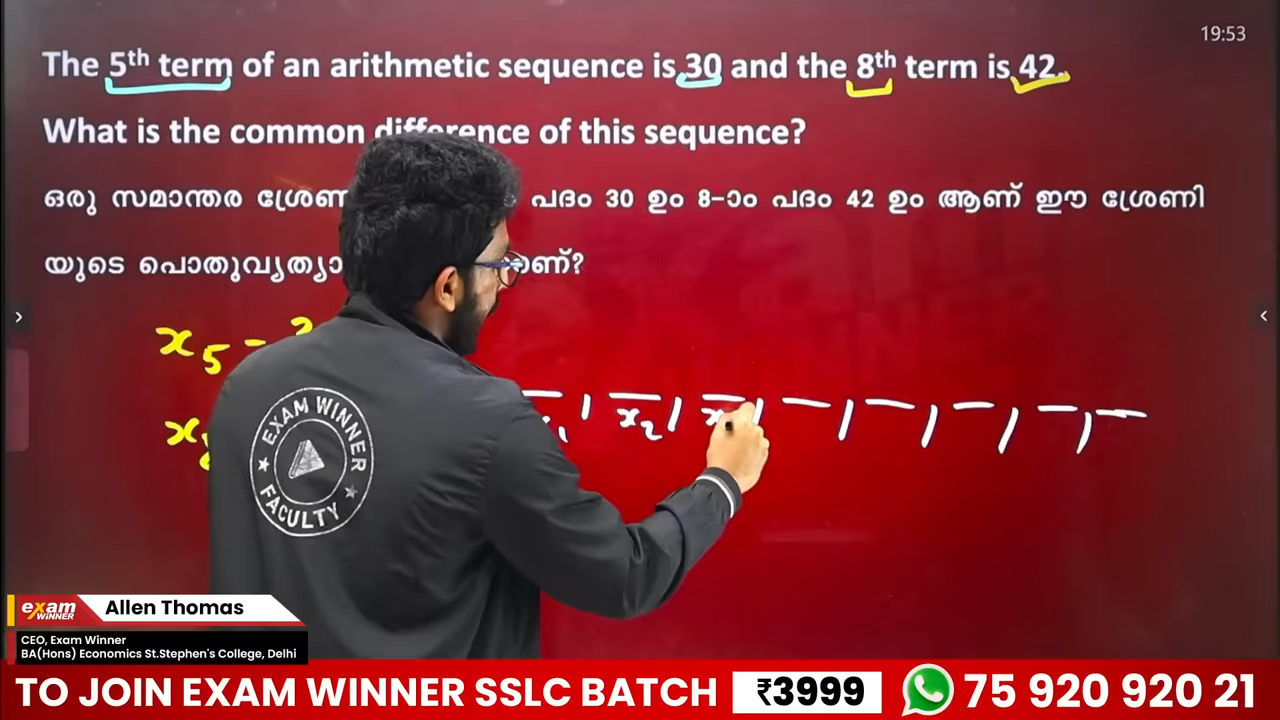 19:53
The 5th term of an arithmetic sequence is 30 and the 8th term is 42.
What is the common difference of this sequence?
ഒരു സമാന്തര പദം 30 ഉം 8-ാം പദം 42 ഉം ആണ് ഈ ശ്രേണി
യുടെ
x5 =
x2
EXAM WINNER
FACULTY
exam WINNER
Allen Thomas
CEO, Exam Winner
BA(Hons) Economics St.Stephen's College, Delhi
TO JOIN EXAM WINNER SSLC BATCH ₹3999 75 920 920 21